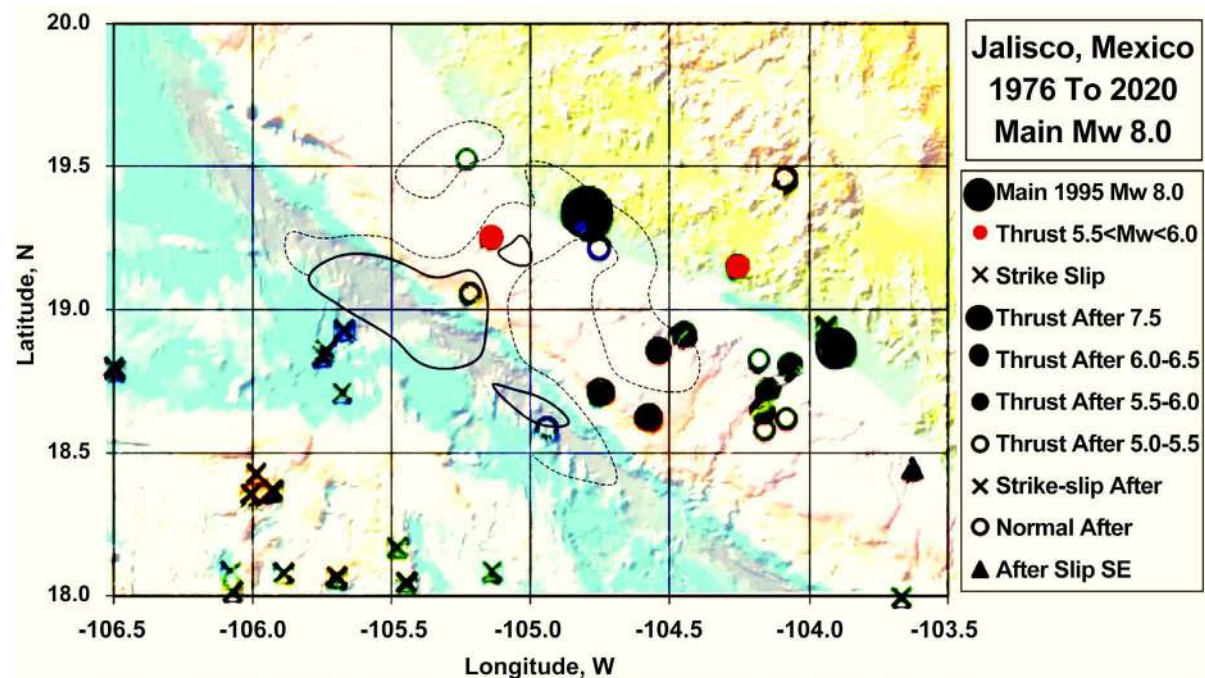 Jalisco, Mexico
1976 To 2020
Main Mw 8.0
Main 1995 Mw 8.0
Thrust 5.5<Mw<6.0
Strike Slip
Thrust After 7.5
Thrust After 6.0-6.5
Thrust After 5.5-6.0
Thrust After 5.0-5.5
Strike-slip After
Normal After
After Slip SE
Latitude, N
20.0
19.5
19.0
18.5
18.0
-106.5 -106.0 -105.5 -105.0 -104.5 -104.0 -103.5
Longitude, W